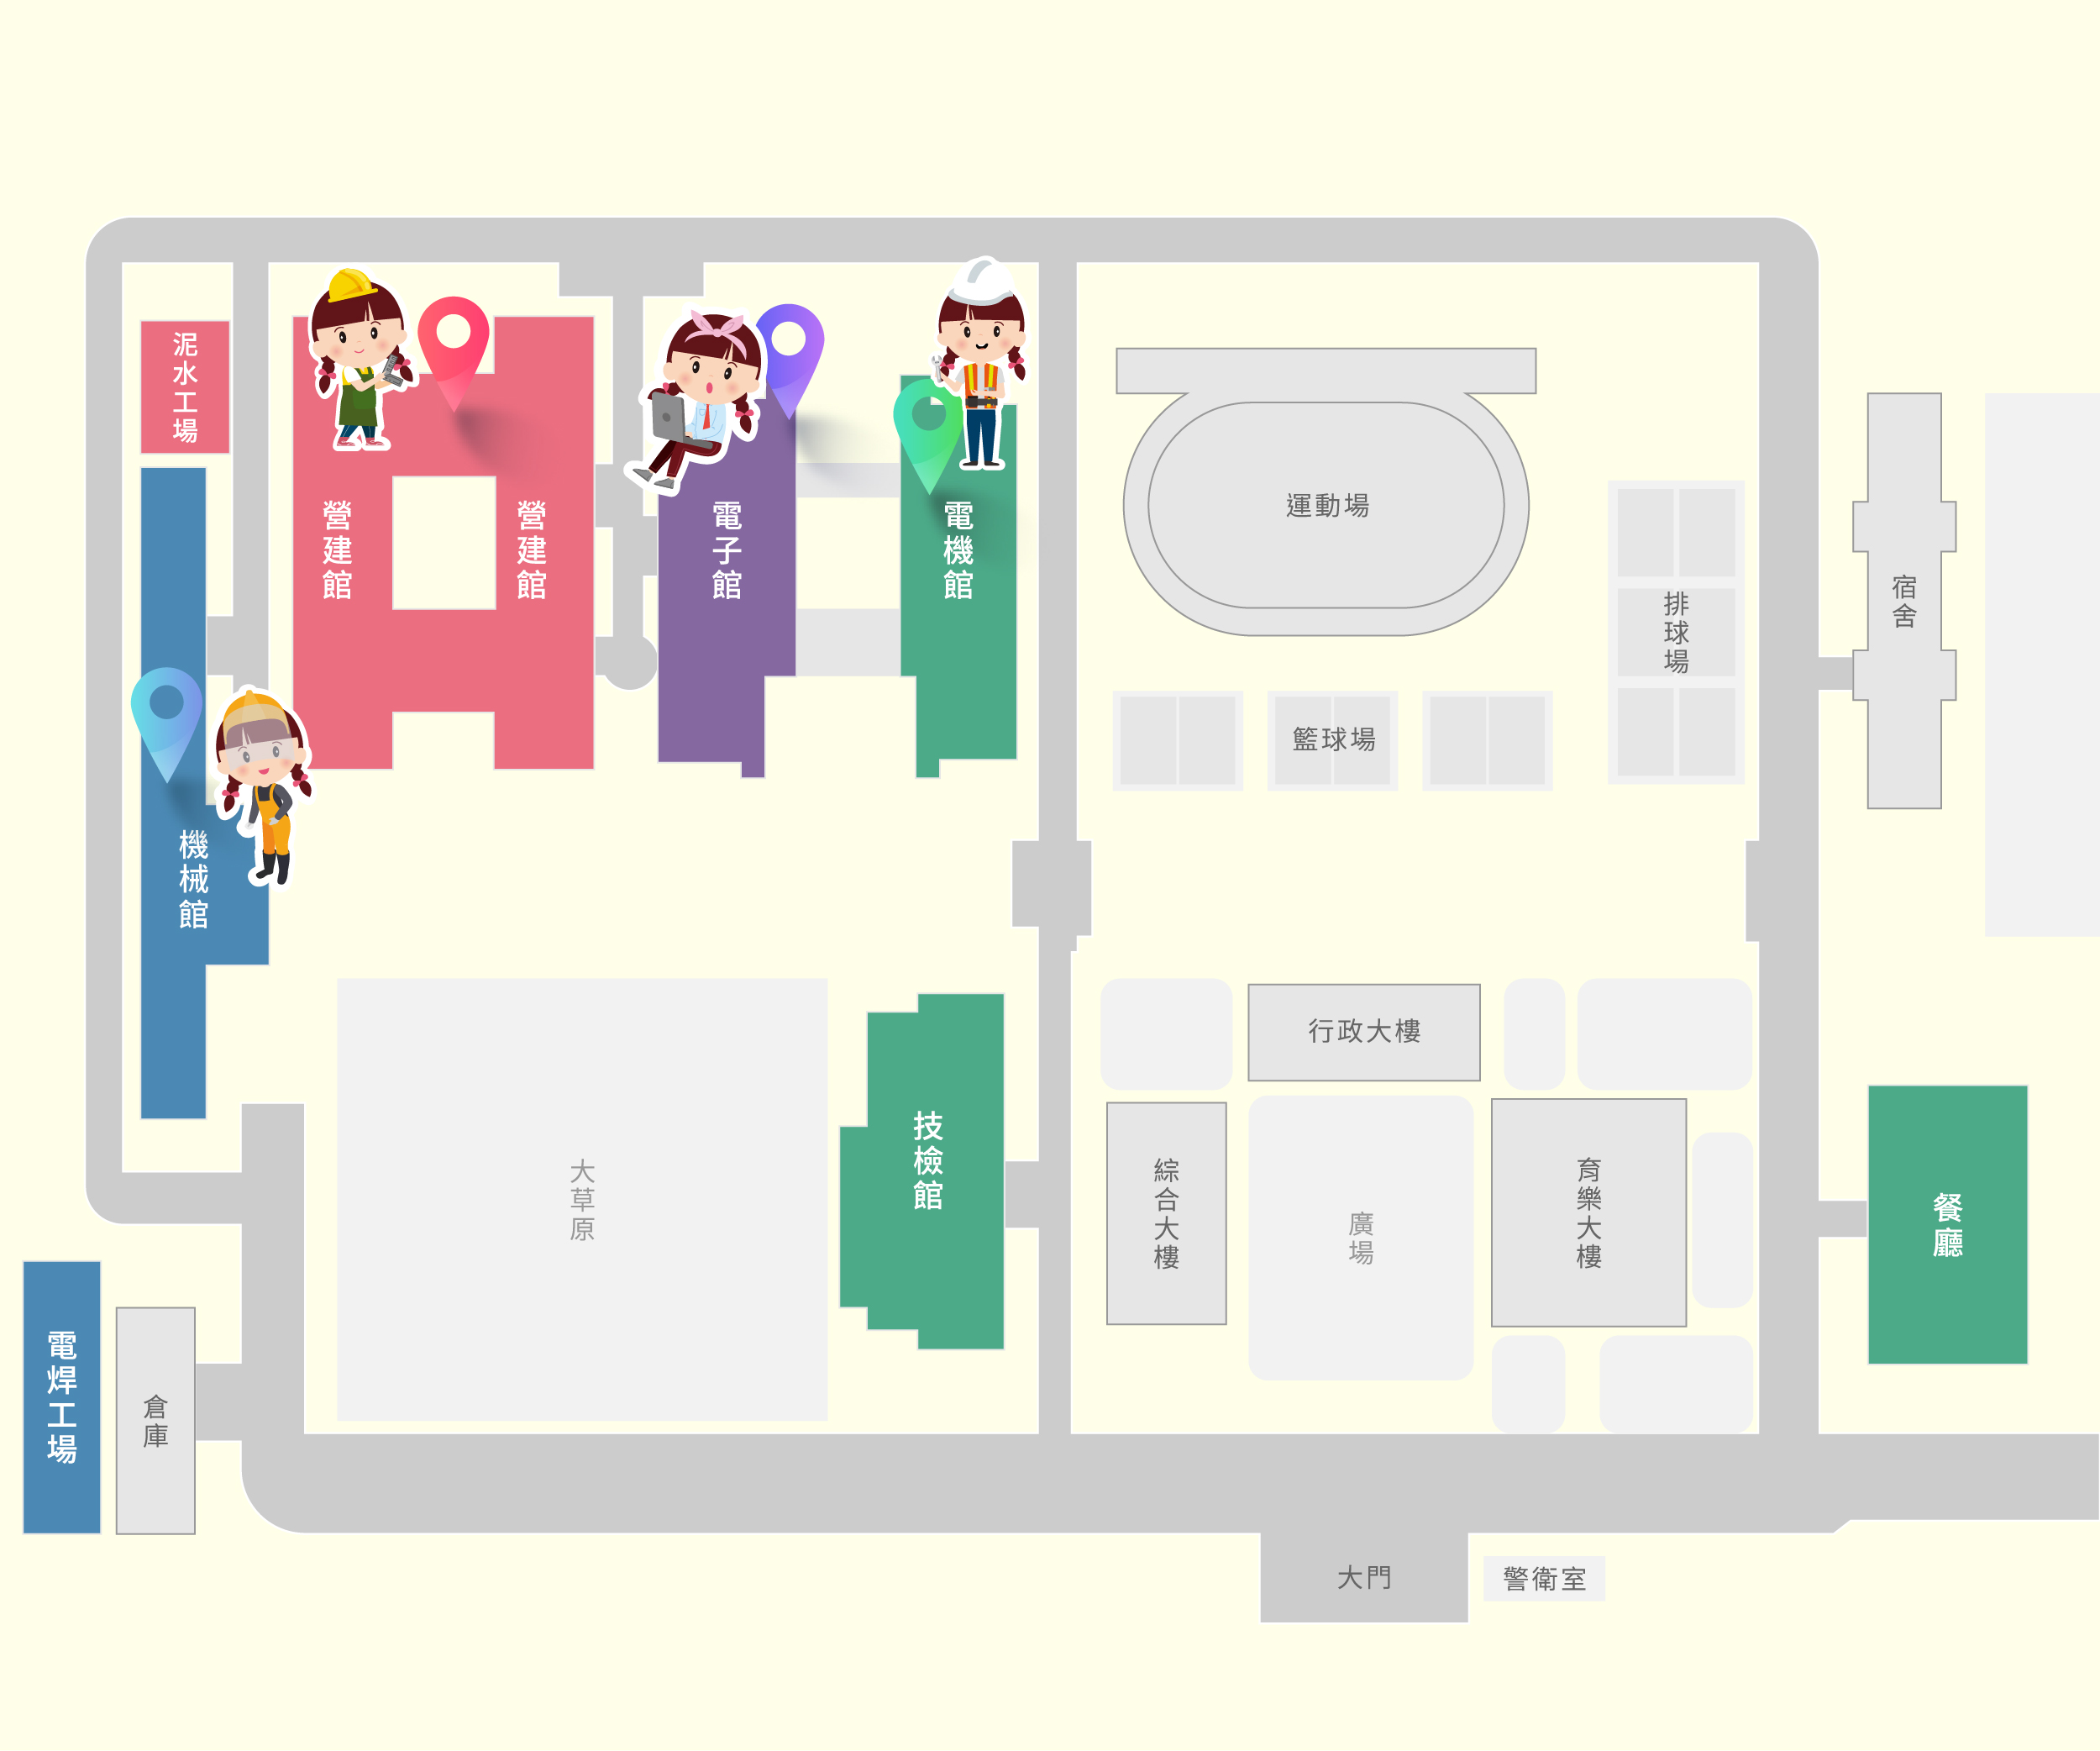 泥水工場
營建館
營建館
電子館
電機館
運動場
排球場
宿舍
籃球場
機械館
行政大樓
技檢館
大草原
綜合大樓
廣場
育樂大樓
餐廳
電焊工場
倉庫
大門
警衛室